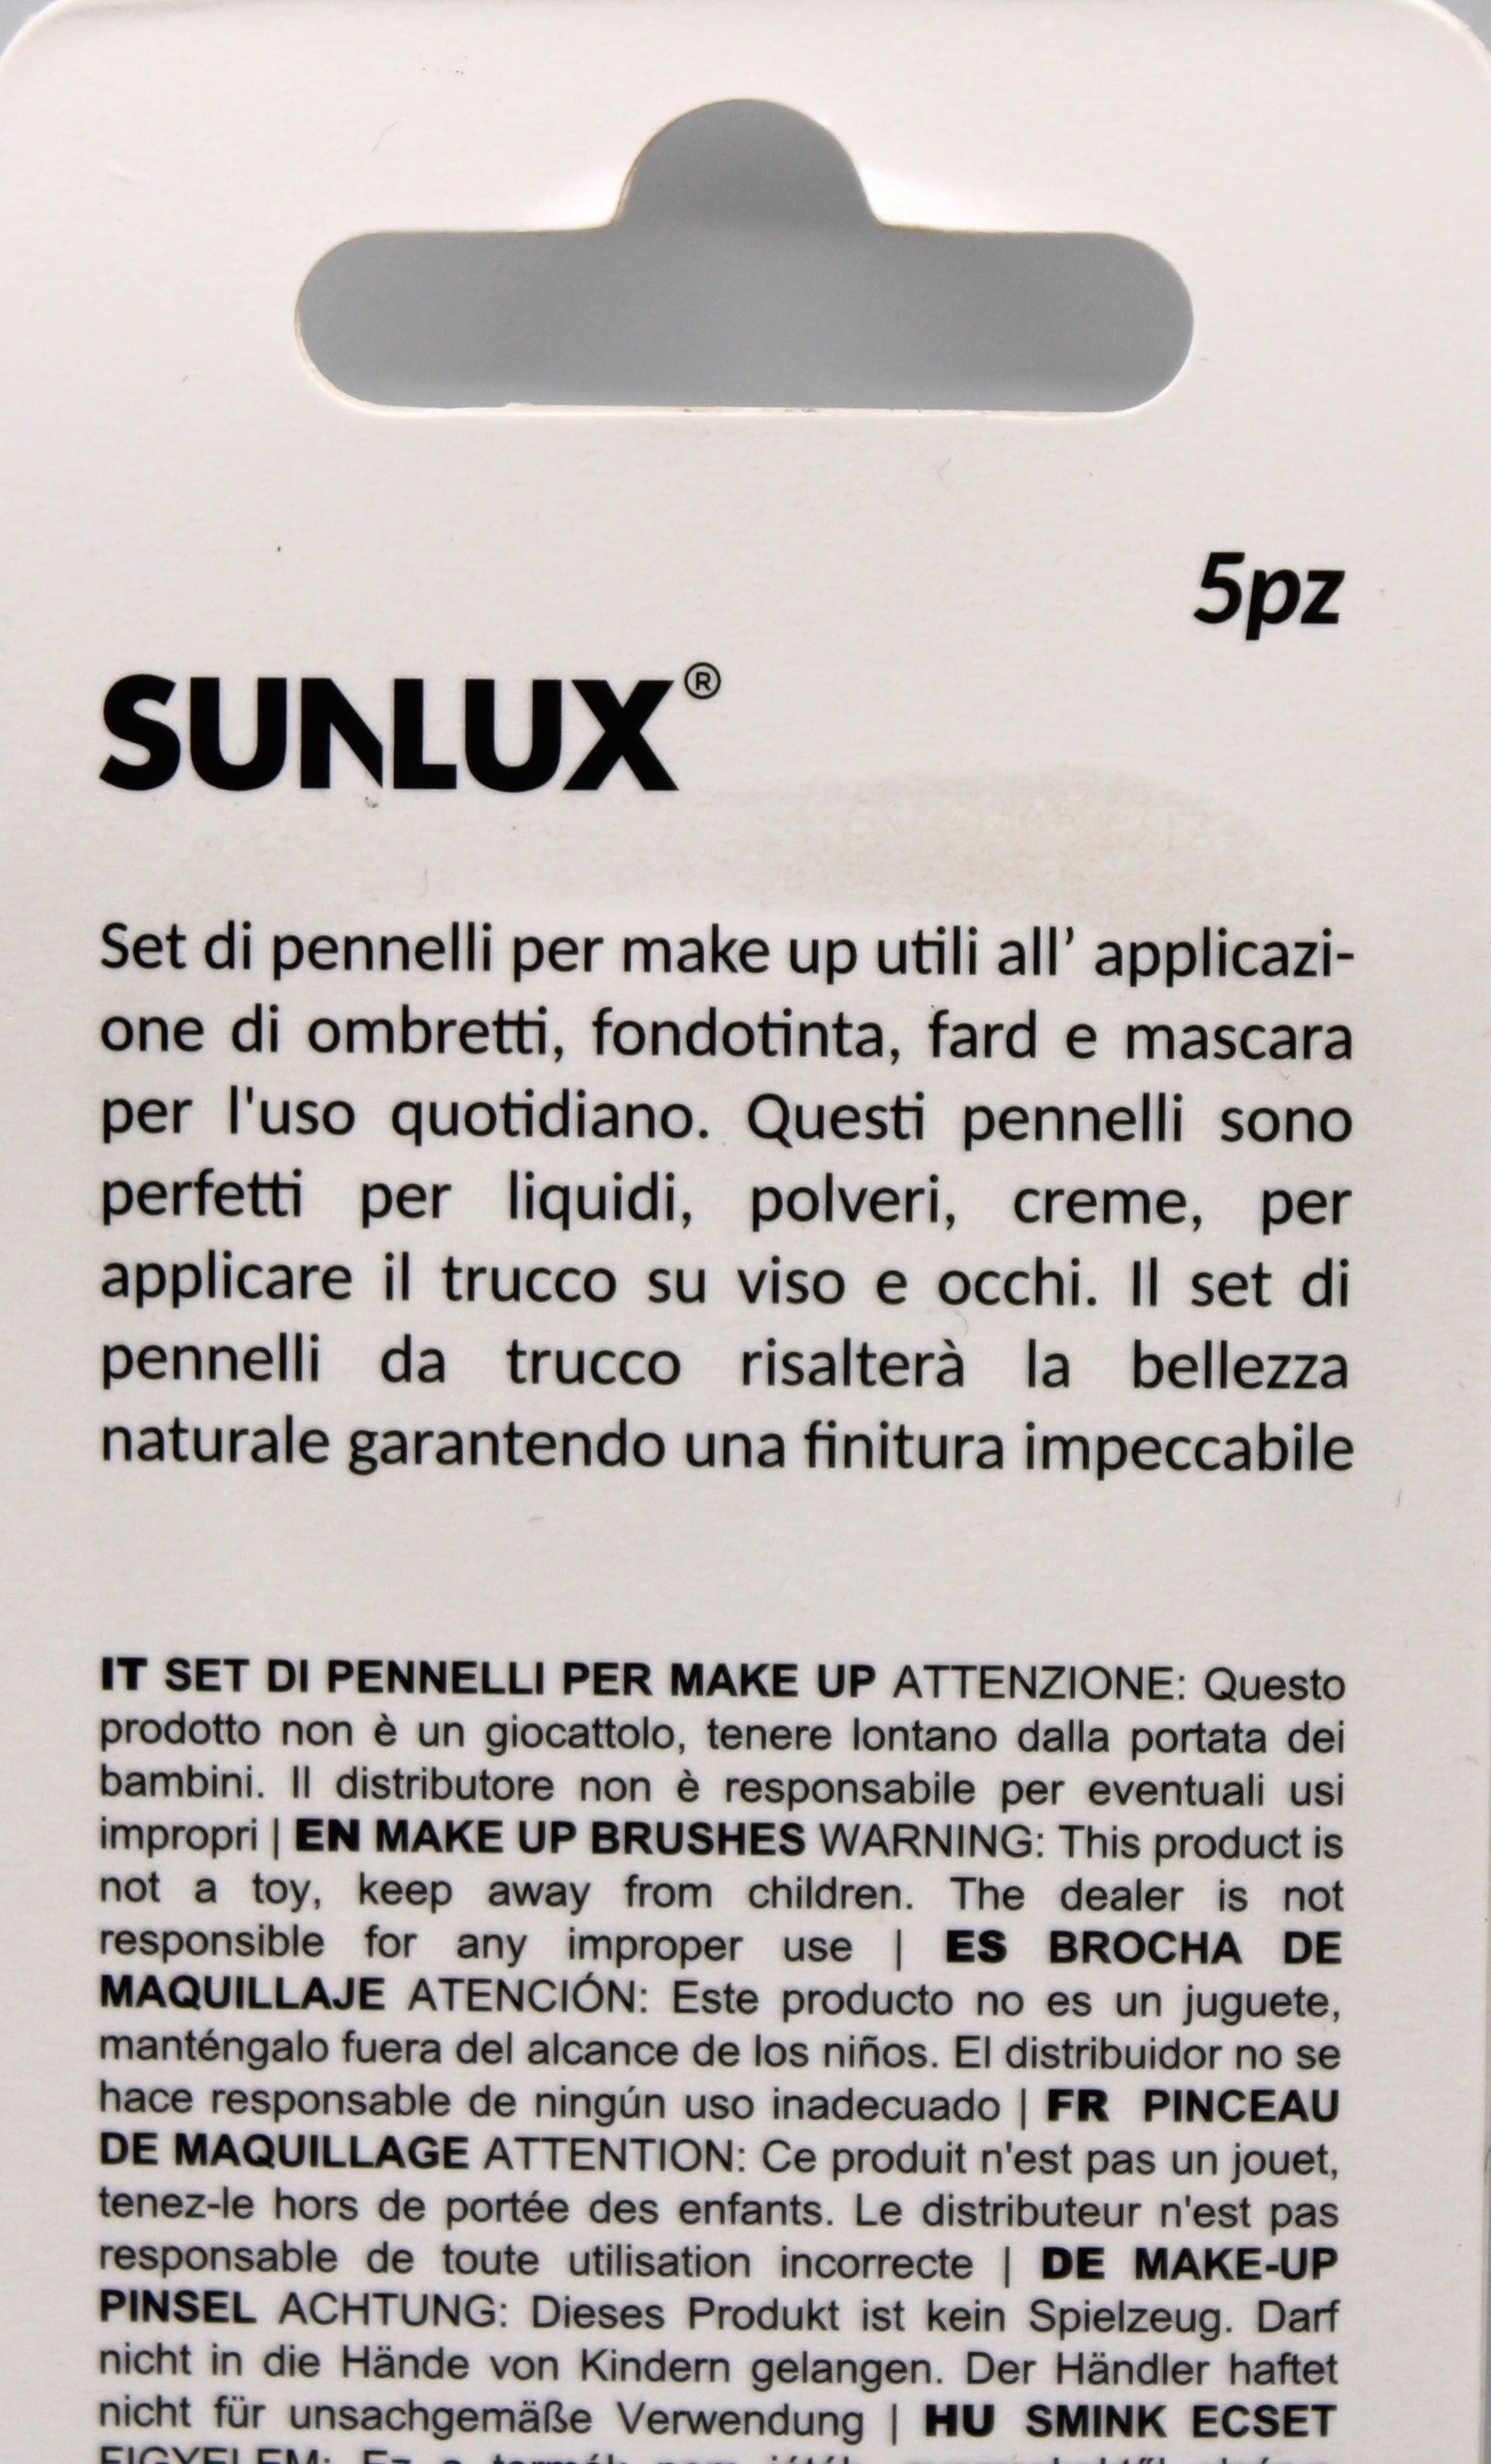 5pz
SUNLUX®
Set di pennelli per make up utili all’ applicazi-
one di ombretti, fondotinta, fard e mascara
per l'uso quotidiano. Questi pennelli sono
perfetti per liquidi, polveri, creme, per
applicare il trucco su viso e occhi. Il set di
pennelli da trucco risalterà la bellezza
naturale garantendo una finitura impeccabile
IT SET DI PENNELLI PER MAKE UP ATTENZIONE: Questo
prodotto non è un giocattolo, tenere lontano dalla portata dei
bambini. Il distributore non è responsabile per eventuali usi
impropri | EN MAKE UP BRUSHES WARNING: This product is
not a toy, keep away from children. The dealer is not
responsible for any improper use | ES BROCHA DE
MAQUILLAJE ATENCIÓN: Este producto no es un juguete,
manténgalo fuera del alcance de los niños. El distribuidor no se
hace responsable de ningún uso inadecuado | FR PINCEAU
DE MAQUILLAGE ATTENTION: Ce produit n'est pas un jouet,
tenez-le hors de portée des enfants. Le distributeur n'est pas
responsable de toute utilisation incorrecte | DE MAKE-UP
PINSEL ACHTUNG: Dieses Produkt ist kein Spielzeug. Darf
nicht in die Hände von Kindern gelangen. Der Händler haftet
nicht für unsachgemäße Verwendung | HU SMINK ECSET